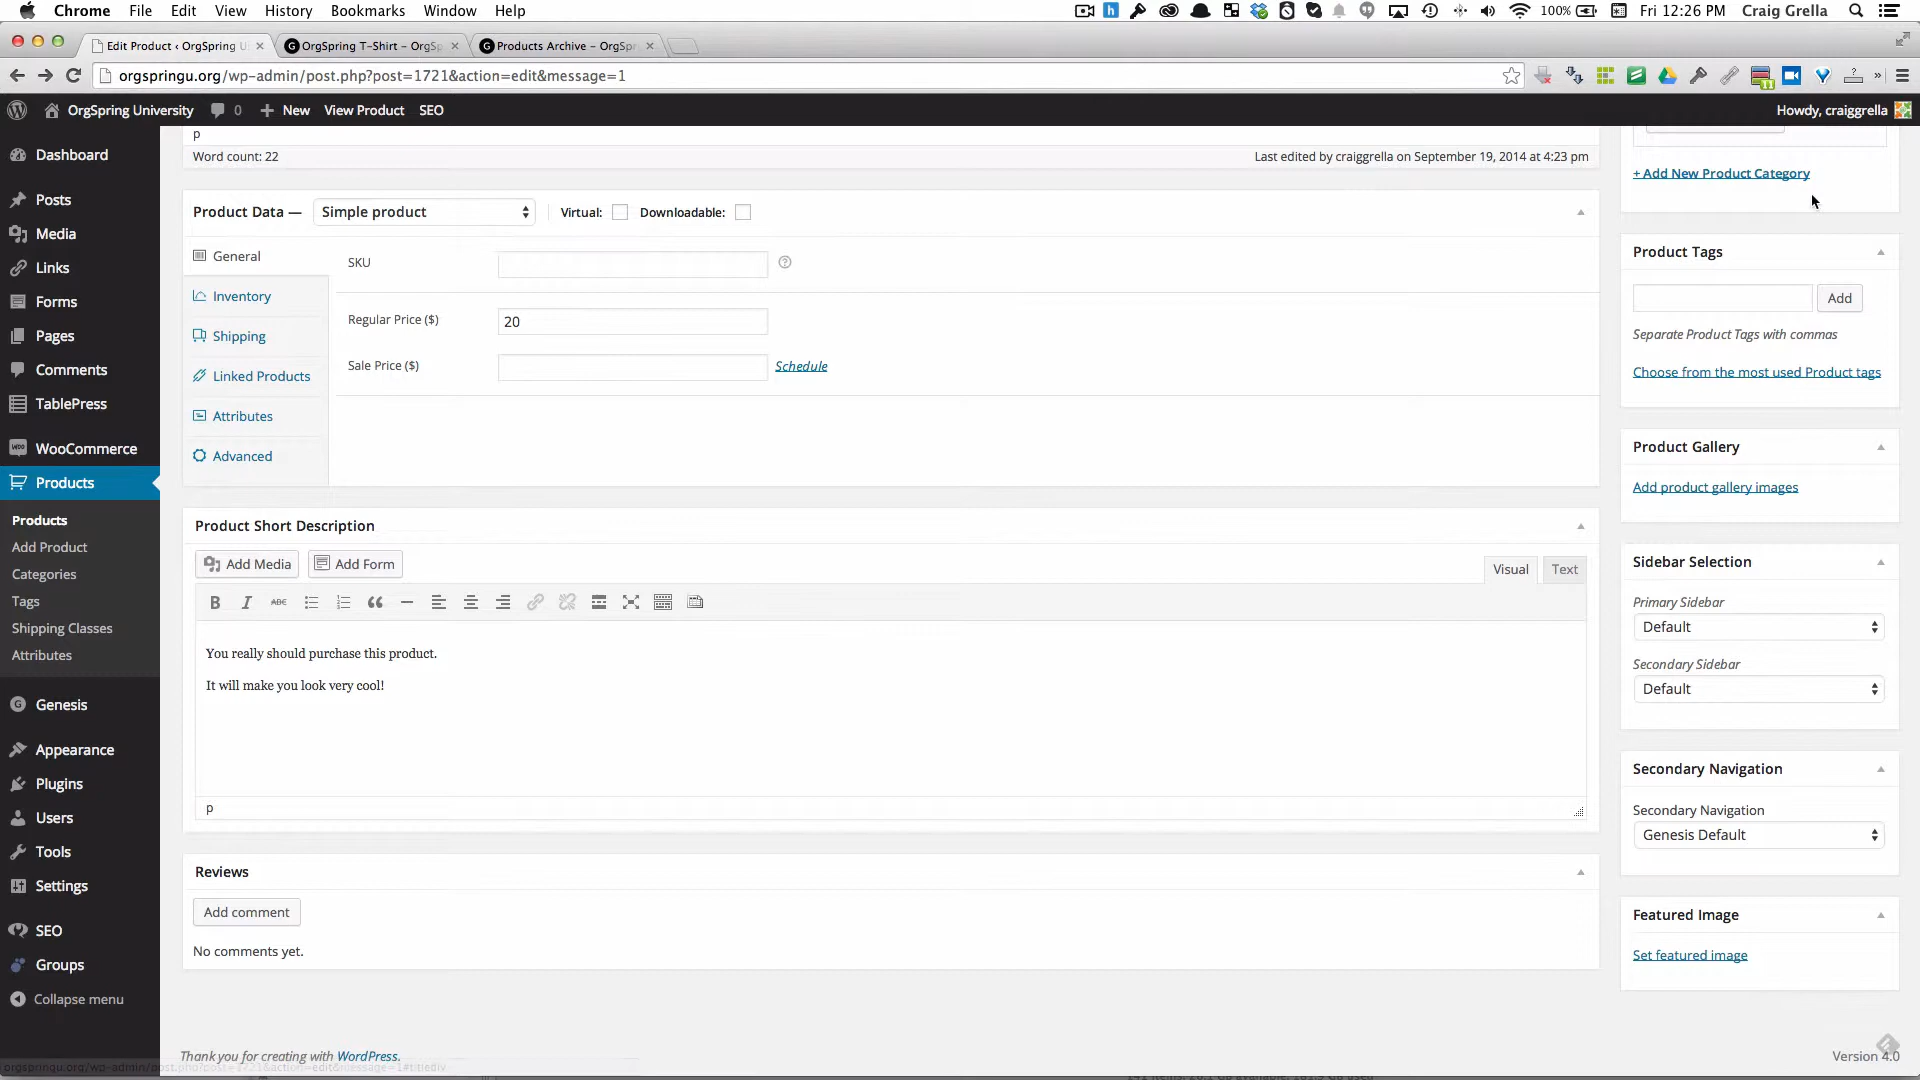 Chrome File Edit View History Bookmarks Window Help 100% Fri 12:26 PM Craig Grella
Edit Product ‹ OrgSpring U OrgSpring T-Shirt – OrgSp Products Archive – OrgSpr
orgspringu.org/wp-admin/post.php?post=1721&action=edit&message=1
OrgSpring University 0 New View Product SEO Howdy, craiggrella
Dashboard
Posts
Media
Links
Forms
Pages
Comments
TablePress
WooCommerce
Products
Products
Add Product
Categories
Tags
Shipping Classes
Attributes
Genesis
Appearance
Plugins
Users
Tools
Settings
SEO
Groups
Collapse menu
p
Word count: 22 Last edited by craiggrella on September 19, 2014 at 4:23 pm
Product Data — Simple product Virtual: Downloadable:
General
Inventory
Shipping
Linked Products
Attributes
Advanced
SKU
Regular Price ($) 20
Sale Price ($) Schedule
Product Short Description
Add Media Add Form Visual Text
B I ABC
You really should purchase this product.
It will make you look very cool!
p
Reviews
Add comment
No comments yet.
+ Add New Product Category
Product Tags
Add
Separate Product Tags with commas
Choose from the most used Product tags
Product Gallery
Add product gallery images
Sidebar Selection
Primary Sidebar
Default
Secondary Sidebar
Default
Secondary Navigation
Secondary Navigation
Genesis Default
Featured Image
Set featured image
Thank you for creating with WordPress. Version 4.0
orgspringu.org/wp-admin/post.php?post=1721&action=edit&message=1#titlediv